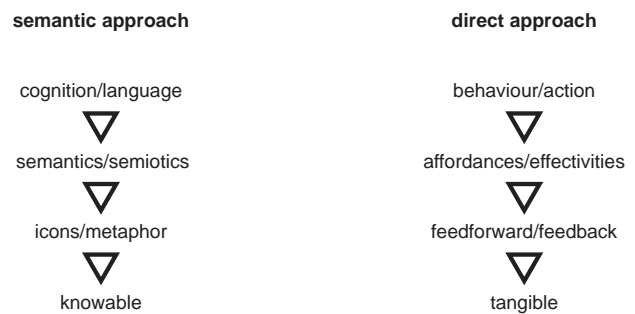 semantic approach
cognition/language
semantics/semiotics
icons/metaphor
knowable
direct approach
behaviour/action
affordances/effectivities
feedforward/feedback
tangible